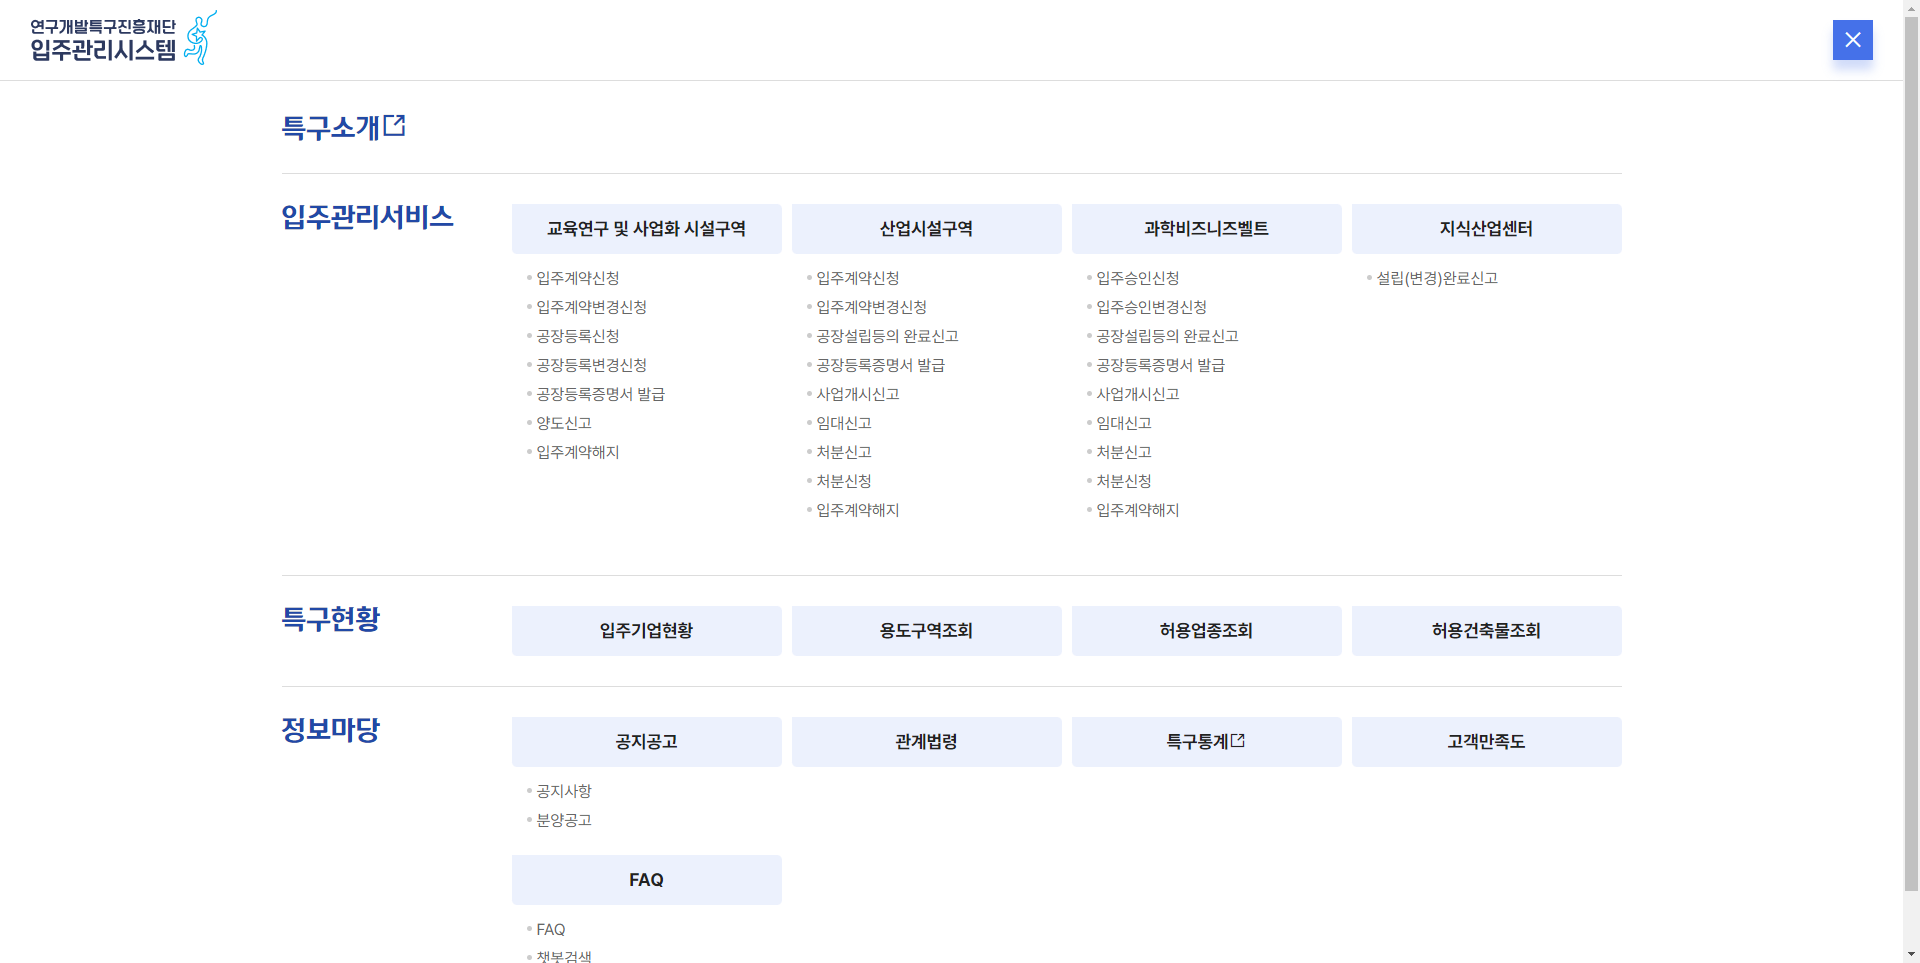 연구개발특구진흥재단
입주관리시스템
특구소개
입주관리서비스
교육연구 및 사업화 시설구역
입주계약신청
입주계약변경신청
공장등록신청
공장등록변경신청
공장등록증명서 발급
양도신고
입주계약해지
산업시설구역
입주계약신청
입주계약변경신청
공장설립등의 완료신고
공장등록증명서 발급
사업개시신고
임대신고
처분신고
처분신청
입주계약해지
과학비즈니즈벨트
입주승인신청
입주승인변경신청
공장설립등의 완료신고
공장등록증명서 발급
사업개시신고
임대신고
처분신고
처분신청
입주계약해지
지식산업센터
설립(변경)완료신고
특구현황
입주기업현황
용도구역조회
허용업종조회
허용건축물조회
정보마당
공지공고
공지사항
분양공고
관계법령
특구통계
고객만족도
FAQ
FAQ
챗봇검색